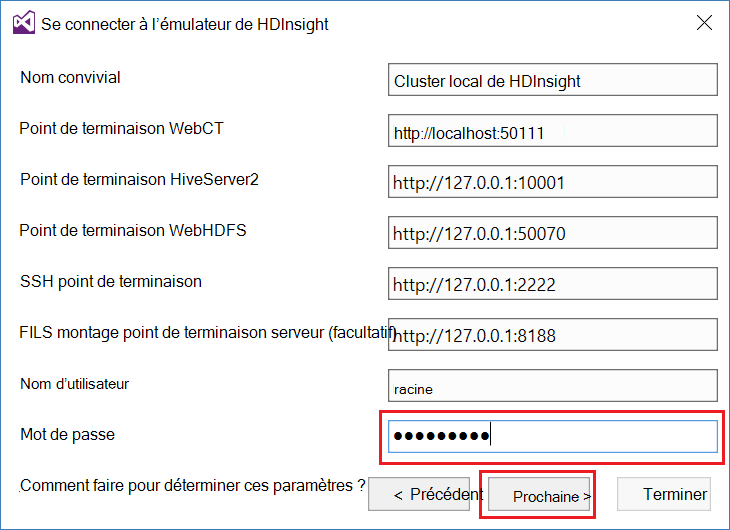 Se connecter à l’émulateur de HDInsight
Nom convivial
Cluster local de HDInsight
Point de terminaison WebCT
http://localhost:50111
Point de terminaison HiveServer2
http://127.0.0.1:10001
Point de terminaison WebHDFS
http://127.0.0.1:50070
SSH point de terminaison
http://127.0.0.1:2222
FILS montage point de terminaison serveur (facultatif)
http://127.0.0.1:8188
Nom d’utilisateur
racine
Mot de passe
●●●●●●●●●
Comment faire pour déterminer ces paramètres ?
< Précédent
Prochaine >
Terminer